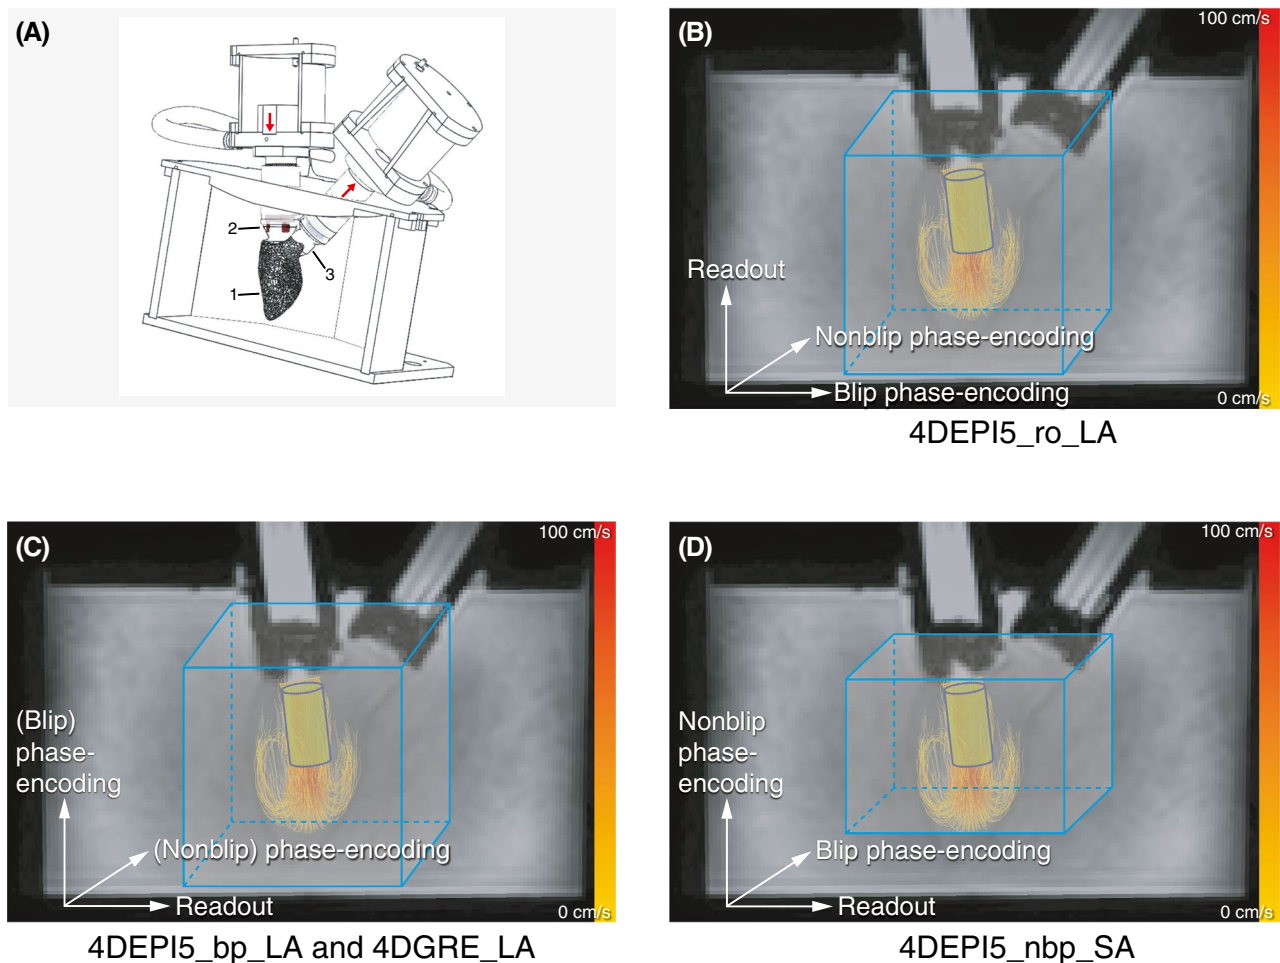 (A)
2
1
3
(B)
100 cm/s
Readout
Nonblip phase-encoding
Blip phase-encoding
0 cm/s
4DEPI5_ro_LA
(C)
100 cm/s
(Blip)
phase-
encoding
(Nonblip) phase-encoding
Readout
0 cm/s
4DEPI5_bp_LA and 4DGRE_LA
(D)
100 cm/s
Nonblip
phase-
encoding
Blip phase-encoding
Readout
0 cm/s
4DEPI5_nbp_SA